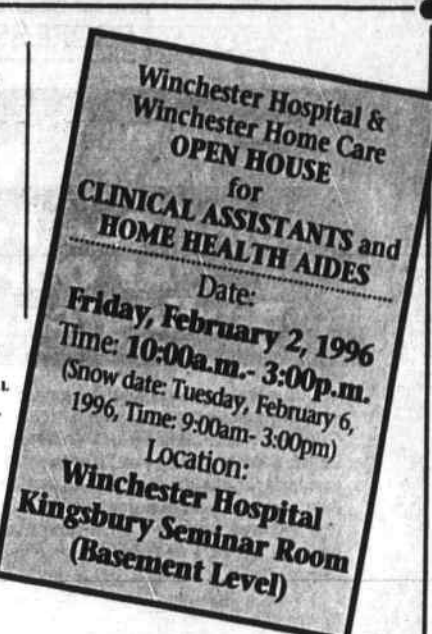 Winchester Hospital &
Winchester Home Care
OPEN HOUSE
for
CLINICAL ASSISTANTS and
HOME HEALTH AIDES
Date:
Friday, February 2, 1996
Time: 10:00a.m.- 3:00p.m.
(Snow date: Tuesday, February 6,
1996, Time: 9:00am- 3:00pm)
Location:
Winchester Hospital
Kingsbury Seminar Room
(Basement Level)